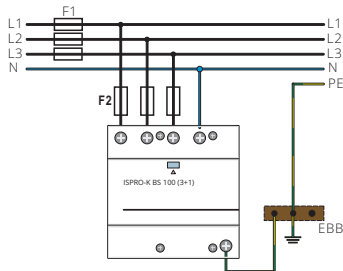 F1
L1 L1
L2 L2
L3 L3
N N
PE
F2
ISPRO-K BS 100 (3+1)
EBB